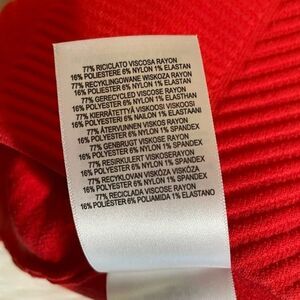 77% RICICLATO VISCOSA RAYON
16% POLIESTERE 6% NYLON 1% ELASTAN
77% RECYKLINGOWANE WISKOZA RAYON
16% POLIESTER 6% NYLON 1% ELASTAN
77% GERECYCLED VISCOSE RAYON
16% POLYESTER 6% NYLON 1% ELASTHAN
77% KIERRÄTETTYÄ VISKOOSI VISKOOSI
16% POLYESTERI 6% NAILON 1% ELASTAANI
77% ÅTERVUNNEN VISKOS RAYON
16% POLYESTER 6% NYLON 1% SPANDEX
77% GENBRUGT VISKOSE RAYON
16% POLYESTER 6% NYLON 1% SPANDEX
77% RESIRKULERT VISKOSERAYON
16% POLYESTER 6% NYLON 1% SPANDEX
77% RECYKLOVAN VISKÓZA VISKÓZA
16% POLYESTER 6% NYLON 1% SPANDEX
77% RECICLADA VISCOSE RAYON
16% POLIÉSTER 6% POLIAMIDA 1% ELASTANO